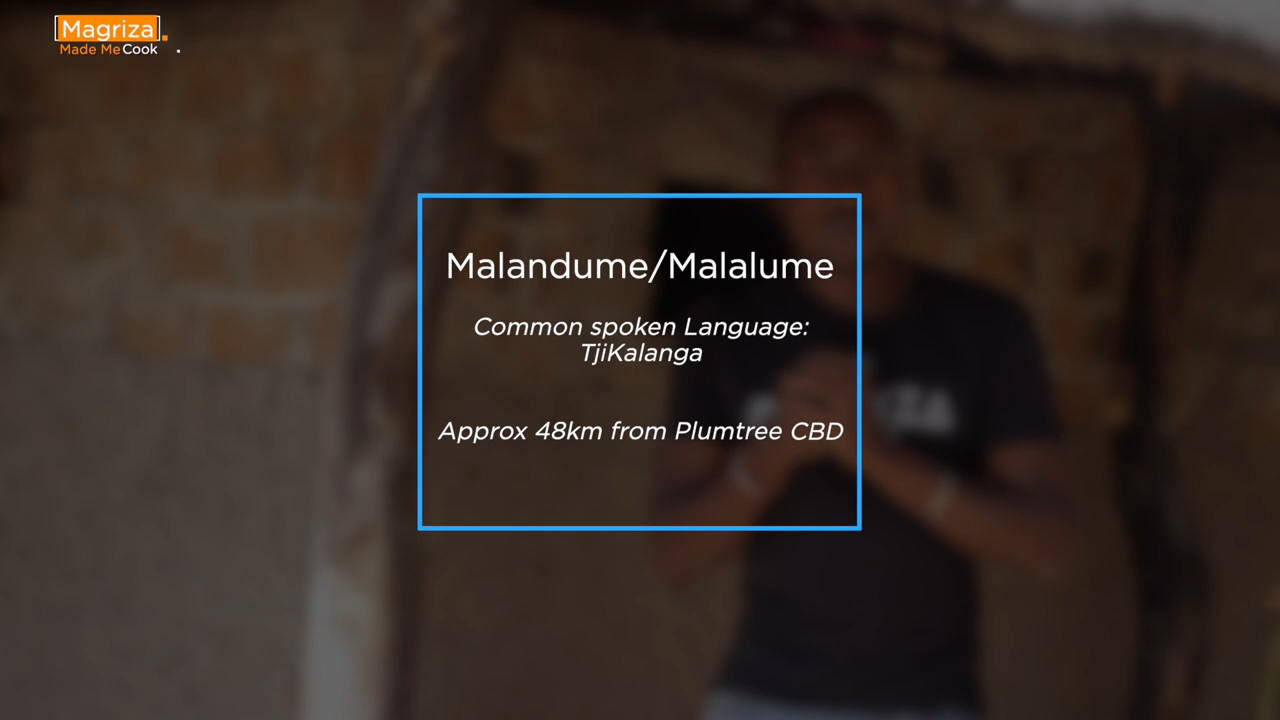 Magriza
Made Me Cook
Malandume/Malalume
Common spoken Language:
TjiKalanga
Approx 48km from Plumtree CBD